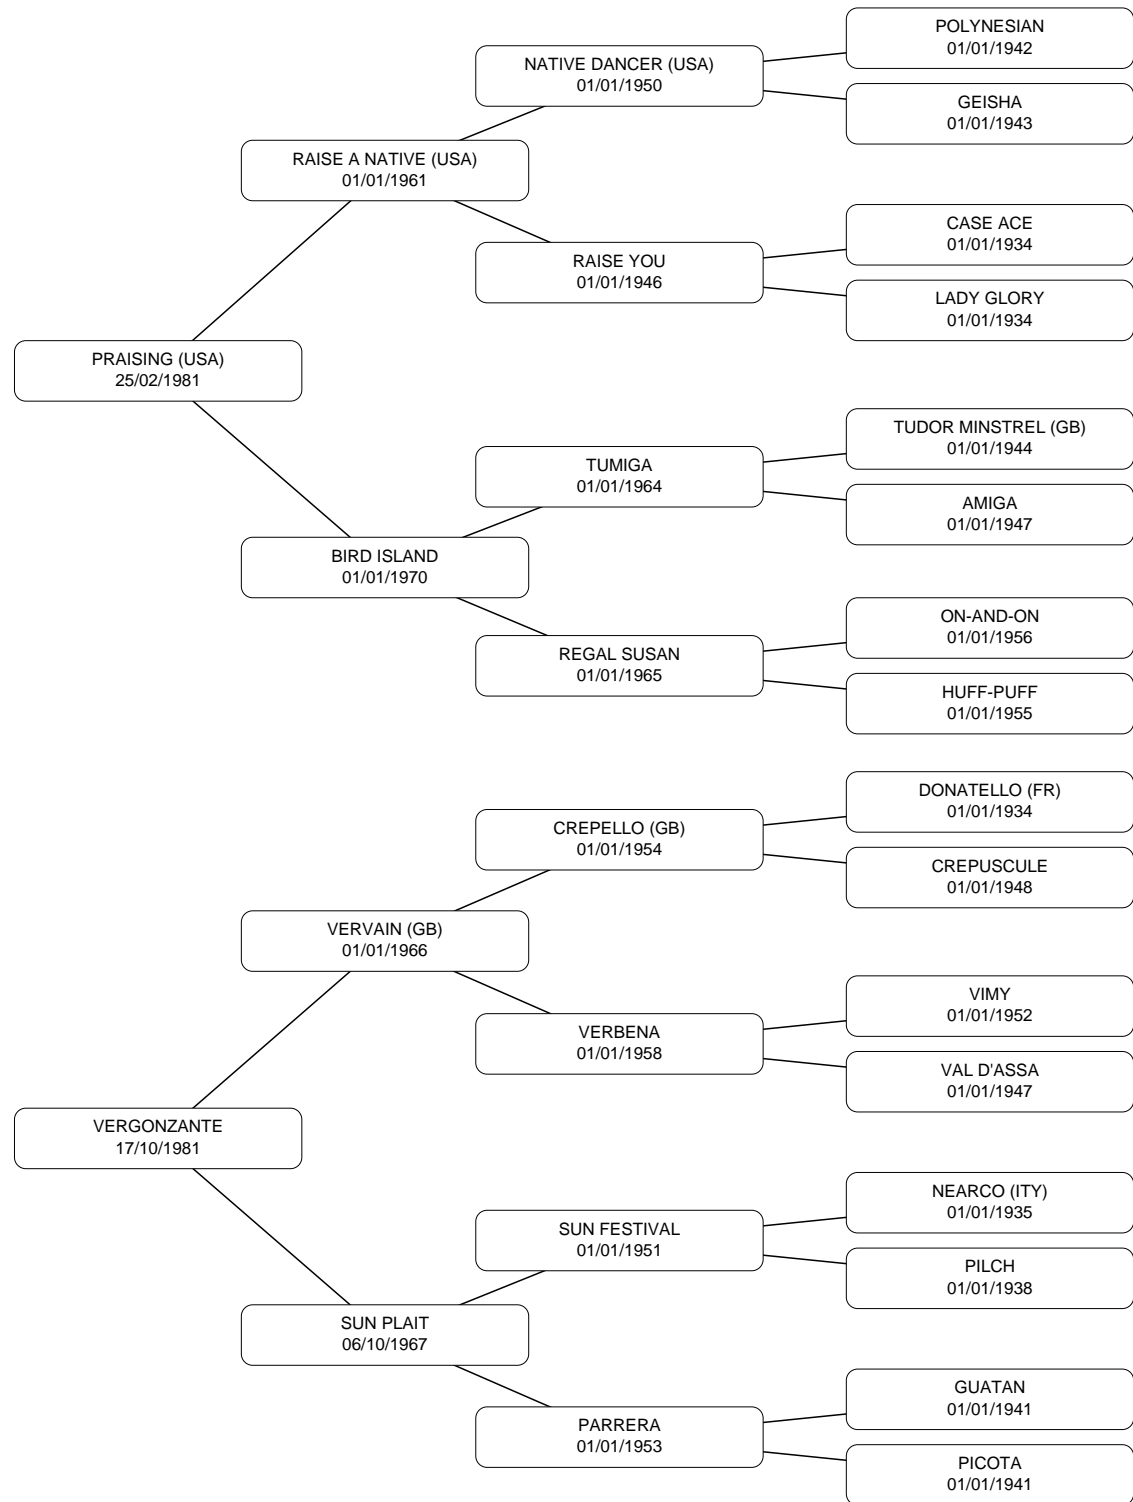 POLYNESIAN
01/01/1942
NATIVE DANCER (USA)
01/01/1950
GEISHA
01/01/1943
RAISE A NATIVE (USA)
01/01/1961
CASE ACE
01/01/1934
RAISE YOU
01/01/1946
LADY GLORY
01/01/1934
PRAISING (USA)
25/02/1981
TUDOR MINSTREL (GB)
01/01/1944
TUMIGA
01/01/1964
AMIGA
01/01/1947
BIRD ISLAND
01/01/1970
ON-AND-ON
01/01/1956
REGAL SUSAN
01/01/1965
HUFF-PUFF
01/01/1955
DONATELLO (FR)
01/01/1934
CREPELLO (GB)
01/01/1954
CREPUSCULE
01/01/1948
VERVAIN (GB)
01/01/1966
VIMY
01/01/1952
VERBENA
01/01/1958
VAL D'ASSA
01/01/1947
VERGONZANTE
17/10/1981
NEARCO (ITY)
01/01/1935
SUN FESTIVAL
01/01/1951
PILCH
01/01/1938
SUN PLAIT
06/10/1967
GUATAN
01/01/1941
PARRERA
01/01/1953
PICOTA
01/01/1941